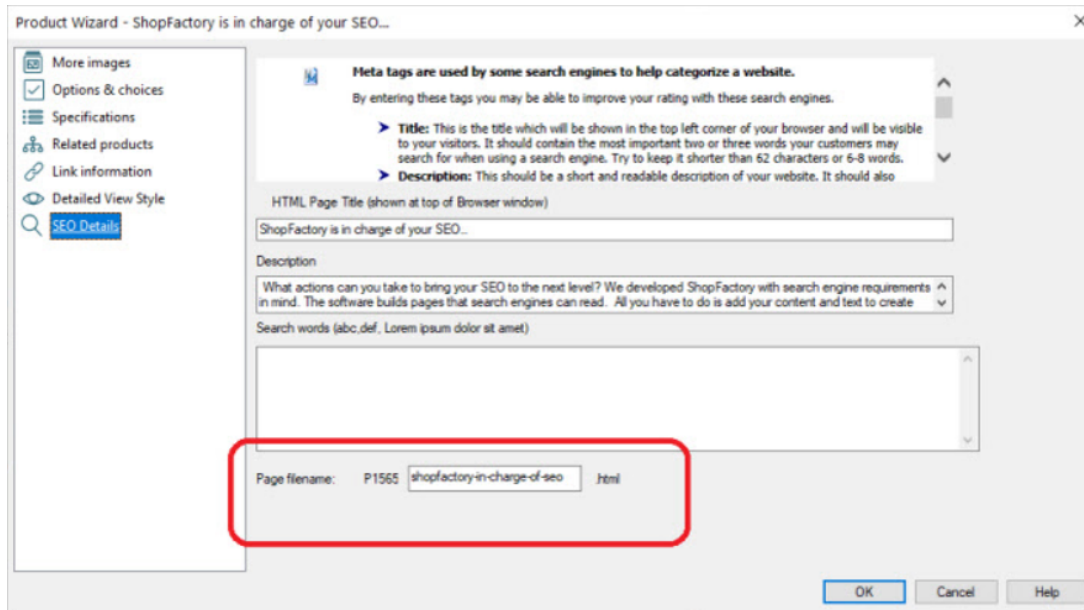 Product Wizard - ShopFactory is in charge of your SEO...
More images
Options & choices
Specifications
Related products
Link information
Detailed View Style
SEO Details
Meta tags are used by some search engines to help categorize a website.
By entering these tags you may be able to improve your rating with these search engines.
Title: This is the title which will be shown in the top left corner of your browser and will be visible
to your visitors. It should contain the most important two or three words your customers may
search for when using a search engine. Try to keep it shorter than 62 characters or 6-8 words.
Description: This should be a short and readable description of your website. It should also
HTML Page Title (shown at top of Browser window)
ShopFactory is in charge of your SEO...
Description
What actions can you take to bring your SEO to the next level? We developed ShopFactory with search engine requirements
in mind. The software builds pages that search engines can read. All you have to do is add your content and text to create
Search words (abc,def, Lorem ipsum dolor sit amet)
Page filename: P1565 shopfactory-in-charge-of-seo .html
OK Cancel Help